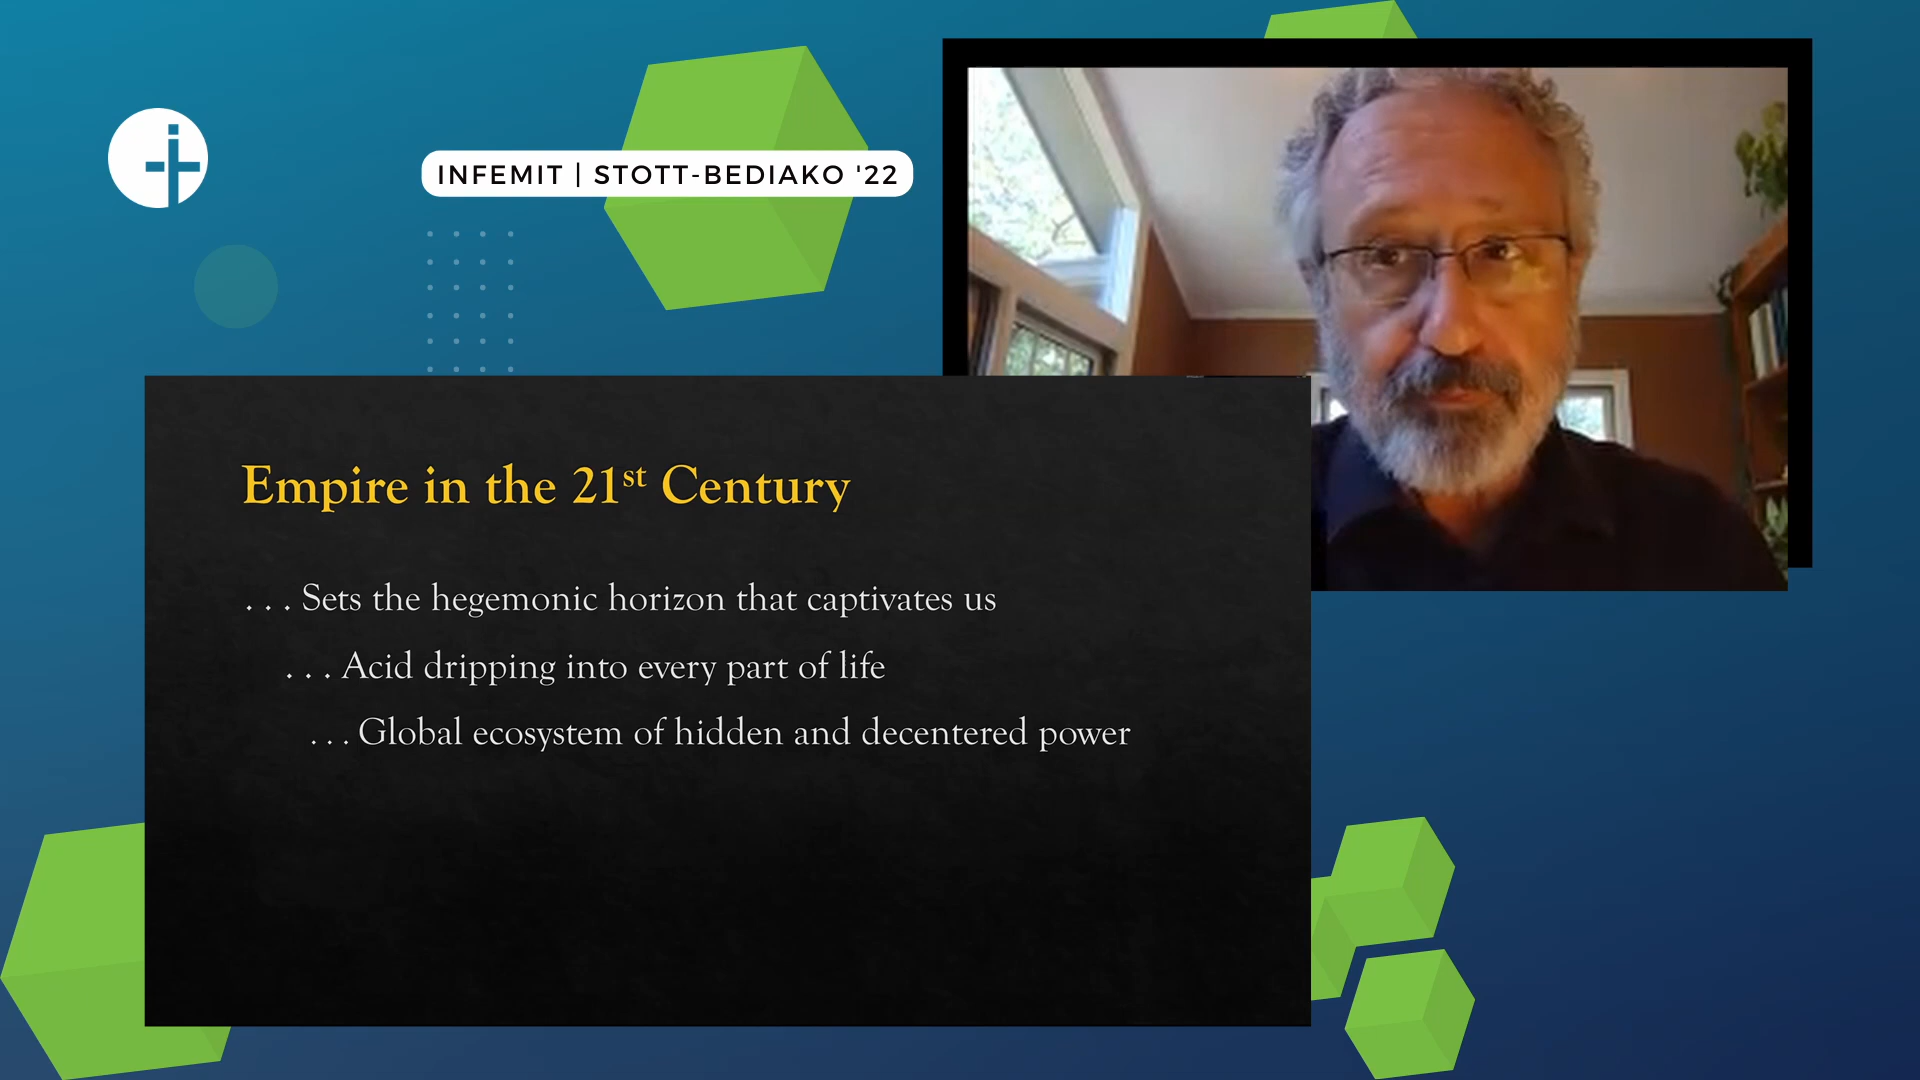 INFEMIT | STOTT-BEDIAKO '22
Empire in the 21st Century
. . . Sets the hegemonic horizon that captivates us
. . . Acid dripping into every part of life
. . . Global ecosystem of hidden and decentered power